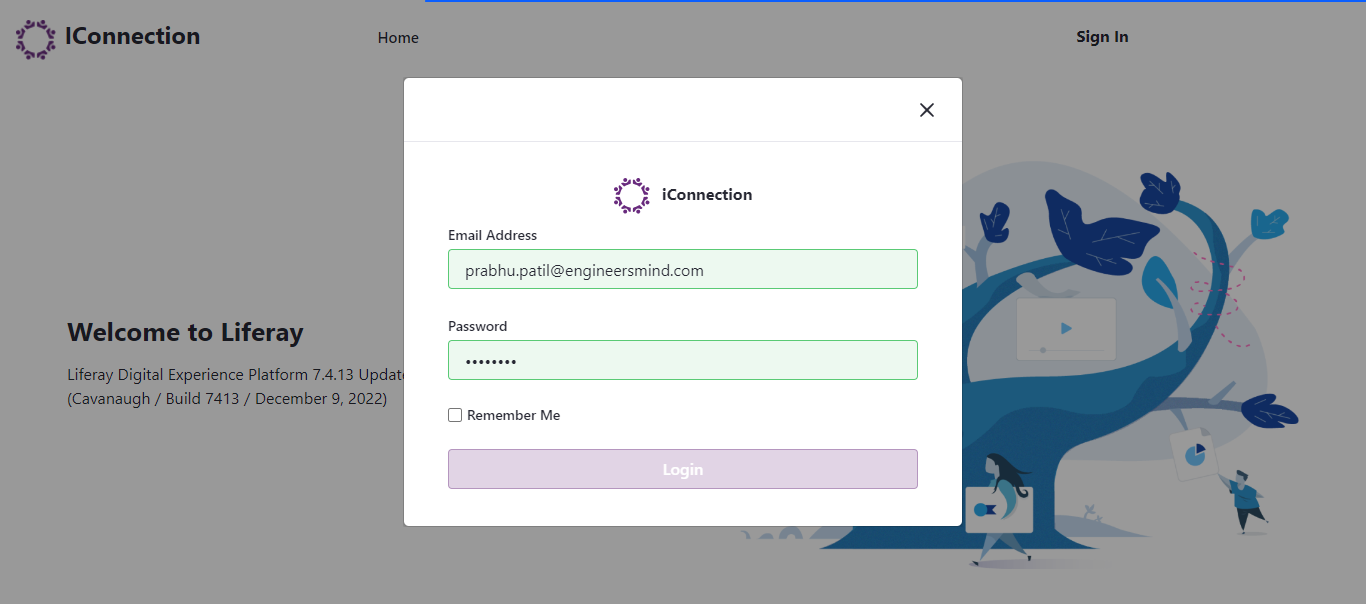 IConnection
Home
Sign In
iConnection
Email Address
prabhu.patil@engineersmind.com
Password
••••••••
Remember Me
Login
Welcome to Liferay
Liferay Digital Experience Platform 7.4.13 Update
(Cavanaugh / Build 7413 / December 9, 2022)